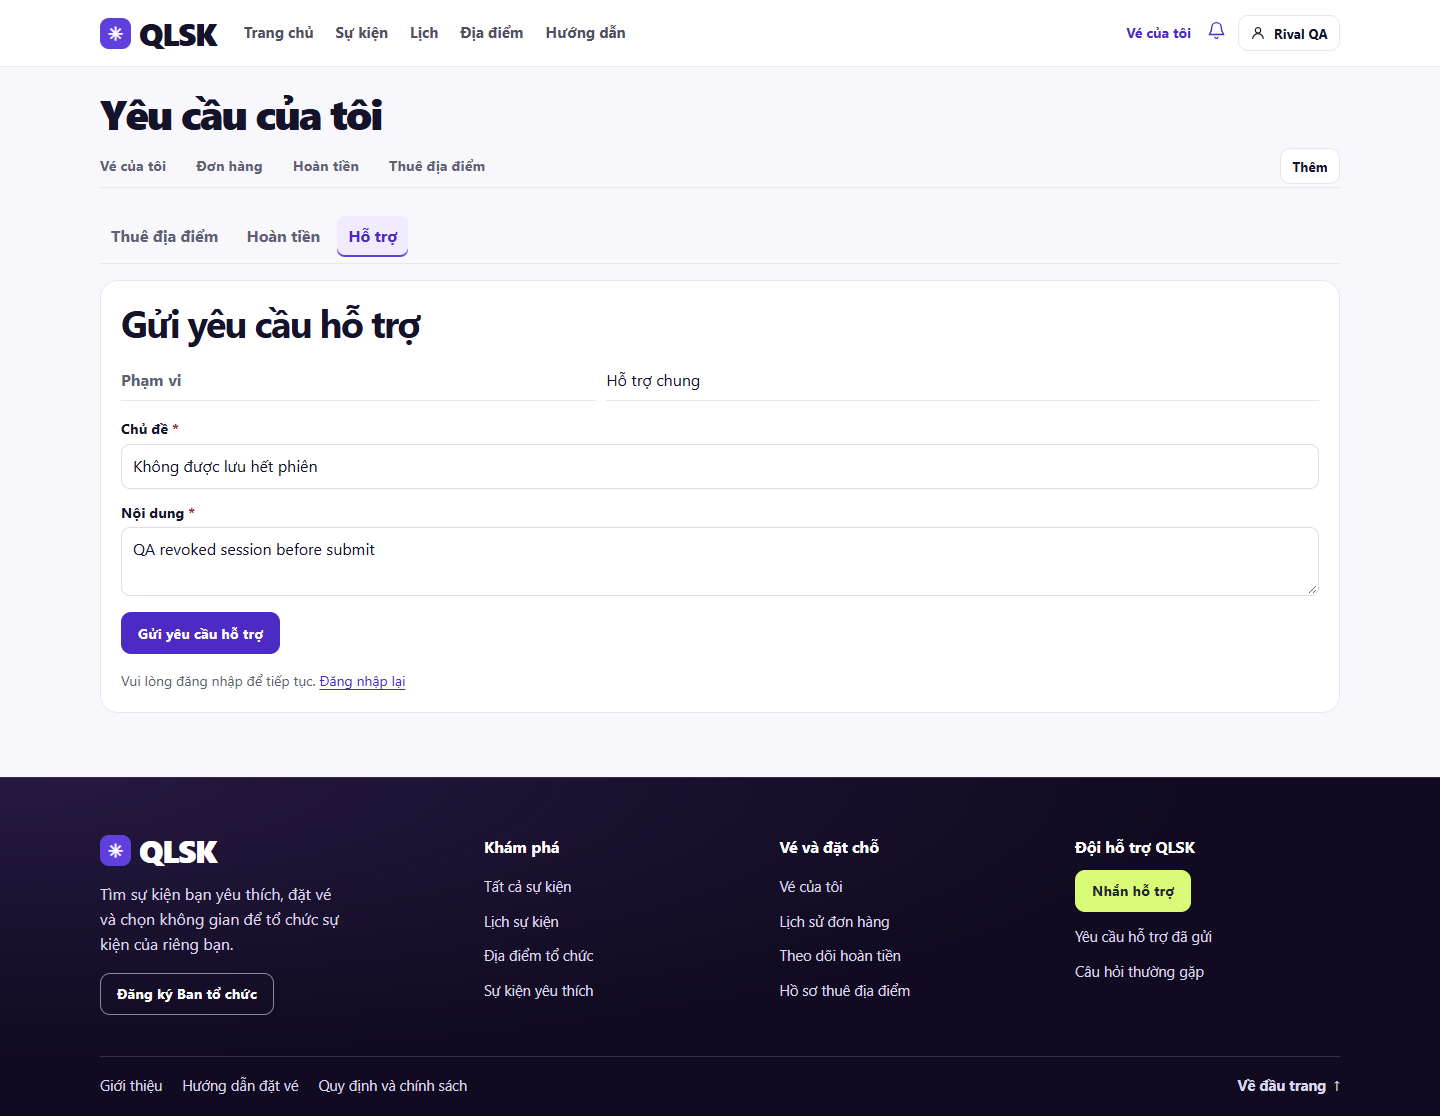 QLSK
Trang chủ
Sự kiện
Lịch
Địa điểm
Hướng dẫn
Vé của tôi
Rival QA
Yêu cầu của tôi
Vé của tôi
Đơn hàng
Hoàn tiền
Thuê địa điểm
Thêm
Thuê địa điểm
Hoàn tiền
Hỗ trợ
Gửi yêu cầu hỗ trợ
Phạm vi
Hỗ trợ chung
Chủ đề *
Không được lưu hết phiên
Nội dung *
QA revoked session before submit
Gửi yêu cầu hỗ trợ
Vui lòng đăng nhập để tiếp tục. Đăng nhập lại
QLSK
Tìm sự kiện bạn yêu thích, đặt vé
và chọn không gian để tổ chức sự
kiện của riêng bạn.
Đăng ký Ban tổ chức
Khám phá
Tất cả sự kiện
Lịch sự kiện
Địa điểm tổ chức
Sự kiện yêu thích
Vé và đặt chỗ
Vé của tôi
Lịch sử đơn hàng
Theo dõi hoàn tiền
Hồ sơ thuê địa điểm
Đội hỗ trợ QLSK
Nhắn hỗ trợ
Yêu cầu hỗ trợ đã gửi
Câu hỏi thường gặp
Giới thiệu
Hướng dẫn đặt vé
Quy định và chính sách
Về đầu trang ↑